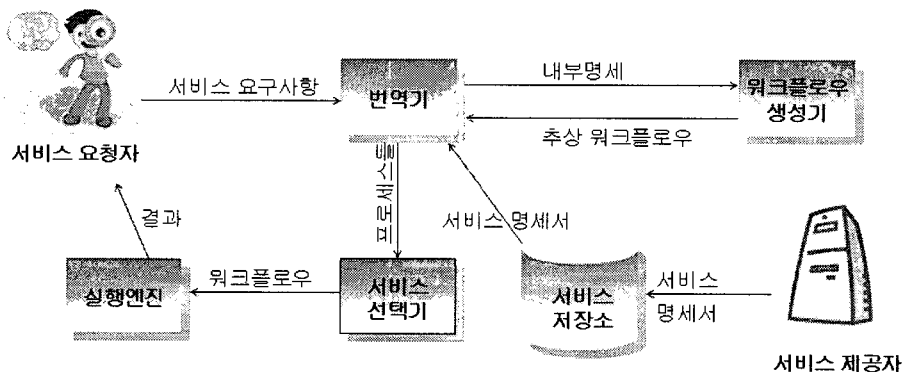 서비스 요구사항
번역기
내부명세
워크플로우
생성기
추상 워크플로우
서비스 요청자
프로세스들
서비스 명세서
결과
실행엔진
워크플로우
서비스
선택기
서비스
저장소
서비스
명세서
서비스 제공자